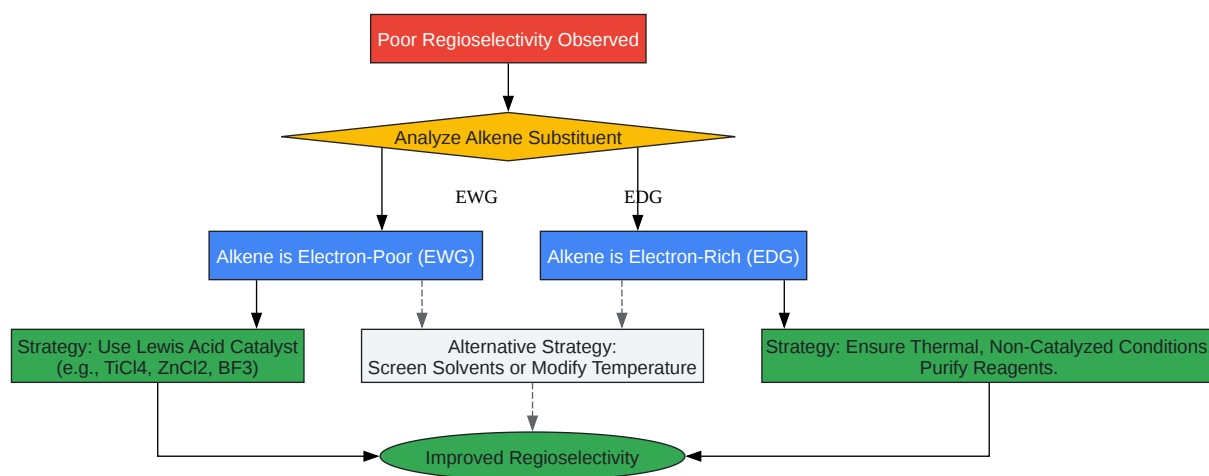 Poor Regioselectivity Observed
Analyze Alkene Substituent
EWG
EDG
Alkene is Electron-Poor (EWG)
Alkene is Electron-Rich (EDG)
Strategy: Use Lewis Acid Catalyst
(e.g., TiCl4, ZnCl2, BF3)
Alternative Strategy:
Screen Solvents or Modify Temperature
Strategy: Ensure Thermal, Non-Catalyzed Conditions
Purify Reagents.
Improved Regioselectivity